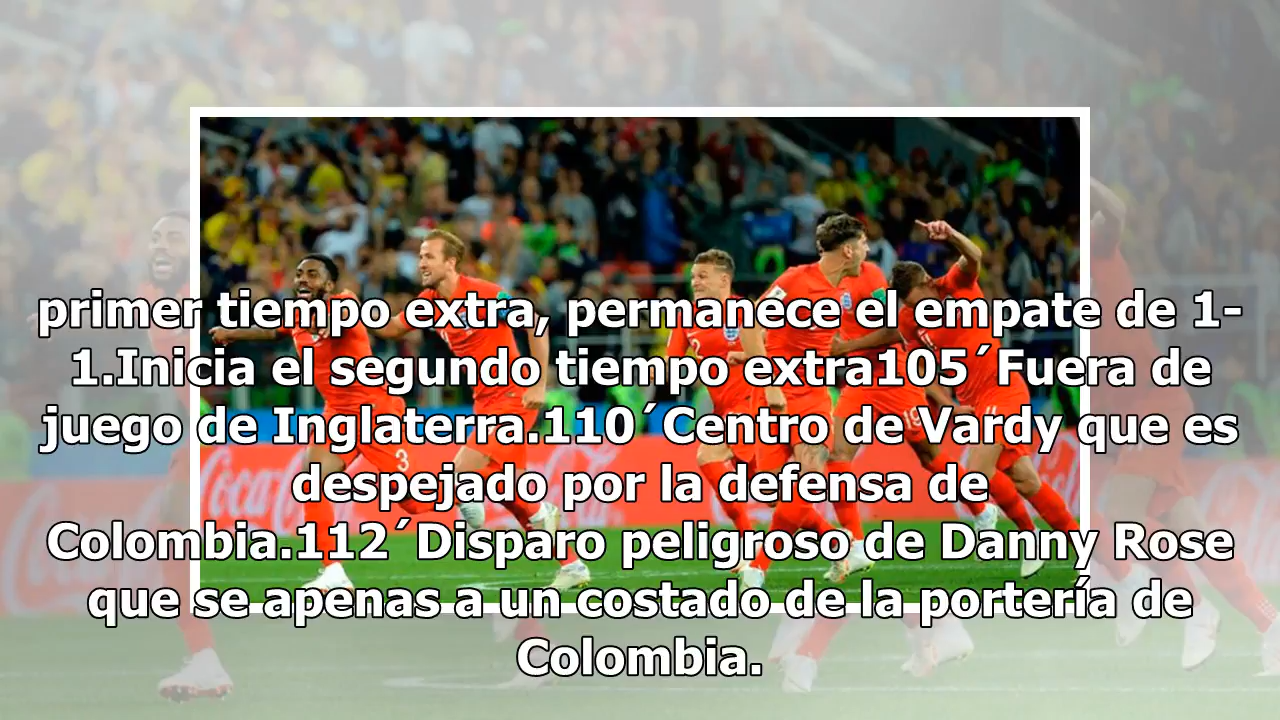 primer tiempo extra, permanece el empate de 1-
1.Inicia el segundo tiempo extra105´Fuera de
juego de Inglaterra.110´Centro de Vardy que es
despejado por la defensa de
Colombia.112´Disparo peligroso de Danny Rose
que se apenas a un costado de la portería de
Colombia.
3